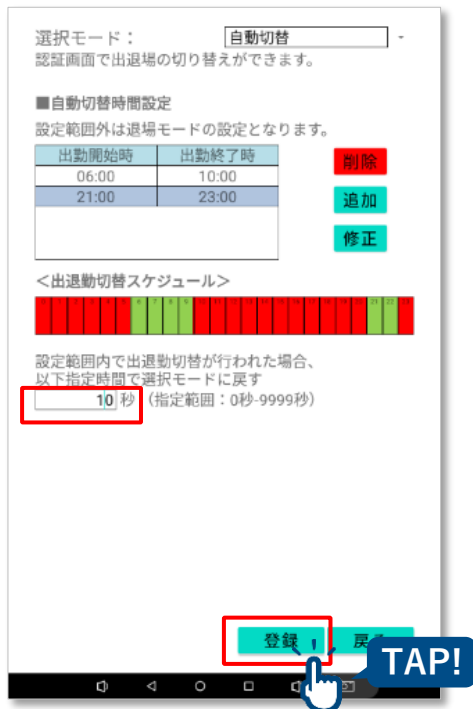 選択モード：
自動切替
認証画面で出退場の切り替えができます。
■自動切替時間設定
設定範囲外は退場モードの設定となります。
出勤開始時 出勤終了時
06:00 10:00
21:00 23:00
削除
追加
修正
＜出退勤切替スケジュール＞
設定範囲内で出退勤切替が行われた場合、
以下指定時間で選択モードに戻す
10 秒 （指定範囲：0秒-9999秒）
登録
戻
TAP!